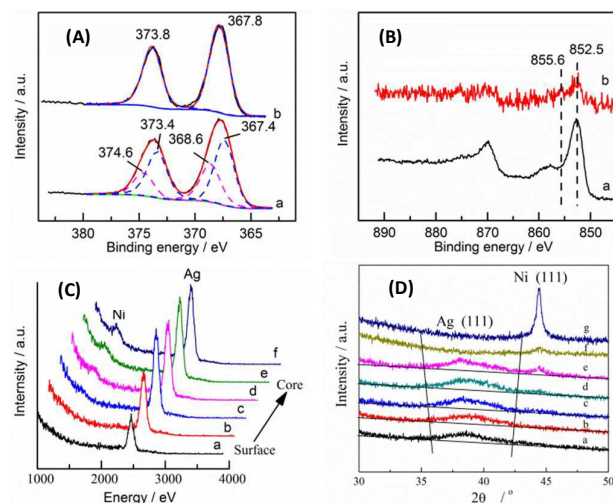 (A)
373.8
367.8
b
373.4
367.4
374.6
368.6
a
Intensity / a.u.
380 375 370 365
Binding energy / eV
(B)
855.6
852.5
b
a
Intensity / a.u.
890 880 870 860 850
Binding energy / eV
(C)
Ag
Ni
f
e
d
c
b
a
Core
Surface
Intermsity / a.u.
1000 2000 3000 4000
Energy / eV
(D)
Ni (111)
Ag (111)
g
f
e
d
c
b
a
Intensity / a.u.
30 35 40 45 50
2θ / °